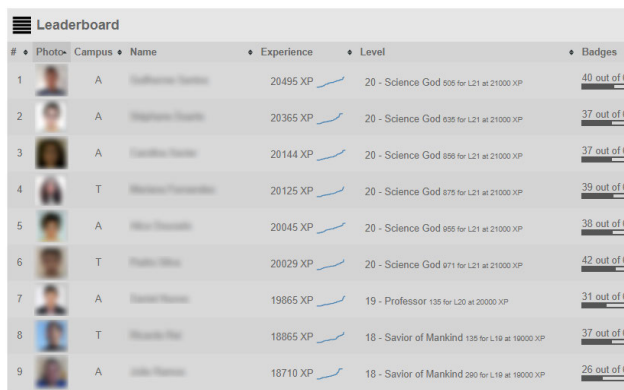 Leaderboard
# Photo Campus Name Experience Level Badges
1 A 20495 XP 20 - Science God 505 for L21 at 21000 XP 40 out of
2 A 20365 XP 20 - Science God 635 for L21 at 21000 XP 37 out of
3 A 20144 XP 20 - Science God 856 for L21 at 21000 XP 37 out of
4 T 20125 XP 20 - Science God 875 for L21 at 21000 XP 39 out of
5 A 20045 XP 20 - Science God 955 for L21 at 21000 XP 38 out of
6 T 20029 XP 20 - Science God 971 for L21 at 21000 XP 42 out of
7 A 19865 XP 19 - Professor 135 for L20 at 20000 XP 31 out of
8 T 18865 XP 18 - Savior of Mankind 135 for L19 at 19000 XP 37 out of
9 A 18710 XP 18 - Savior of Mankind 290 for L19 at 19000 XP 26 out of